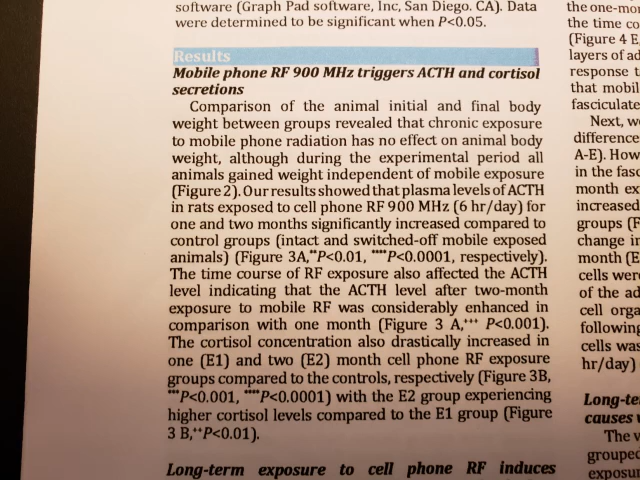 software (Graph Pad software, Inc, San Diego. CA). Data
were determined to be significant when P<0.05.
Results
Mobile phone RF 900 MHz triggers ACTH and cortisol
secretions
Comparison of the animal initial and final body
weight between groups revealed that chronic exposure
to mobile phone radiation has no effect on animal body
weight, although during the experimental period all
animals gained weight independent of mobile exposure
(Figure 2). Our results showed that plasma levels of ACTH
in rats exposed to cell phone RF 900 MHz (6 hr/day) for
one and two months significantly increased compared to
control groups (intact and switched-off mobile exposed
animals) (Figure 3A,**P<0.01, ****P<0.0001, respectively).
The time course of RF exposure also affected the ACTH
level indicating that the ACTH level after two-month
exposure to mobile RF was considerably enhanced in
comparison with one month (Figure 3 A,+++ P<0.001).
The cortisol concentration also drastically increased in
one (E1) and two (E2) month cell phone RF exposure
groups compared to the controls, respectively (Figure 3B,
***P<0.001, ****P<0.0001) with the E2 group experiencing
higher cortisol levels compared to the E1 group (Figure
3 B,++P<0.01).
Long-term exposure to cell phone RF induces
the one-mon
the time co
(Figure 4 E,
layers of ad
response t
that mobil
fasciculate
Next, we
difference
A-E). How
in the fasc
month ex
increased
groups (F
change in
month (E
cells were
of the ad
cell orga
following
cells was
hr/day)
Long-te
causes
The v
grouped
exposu